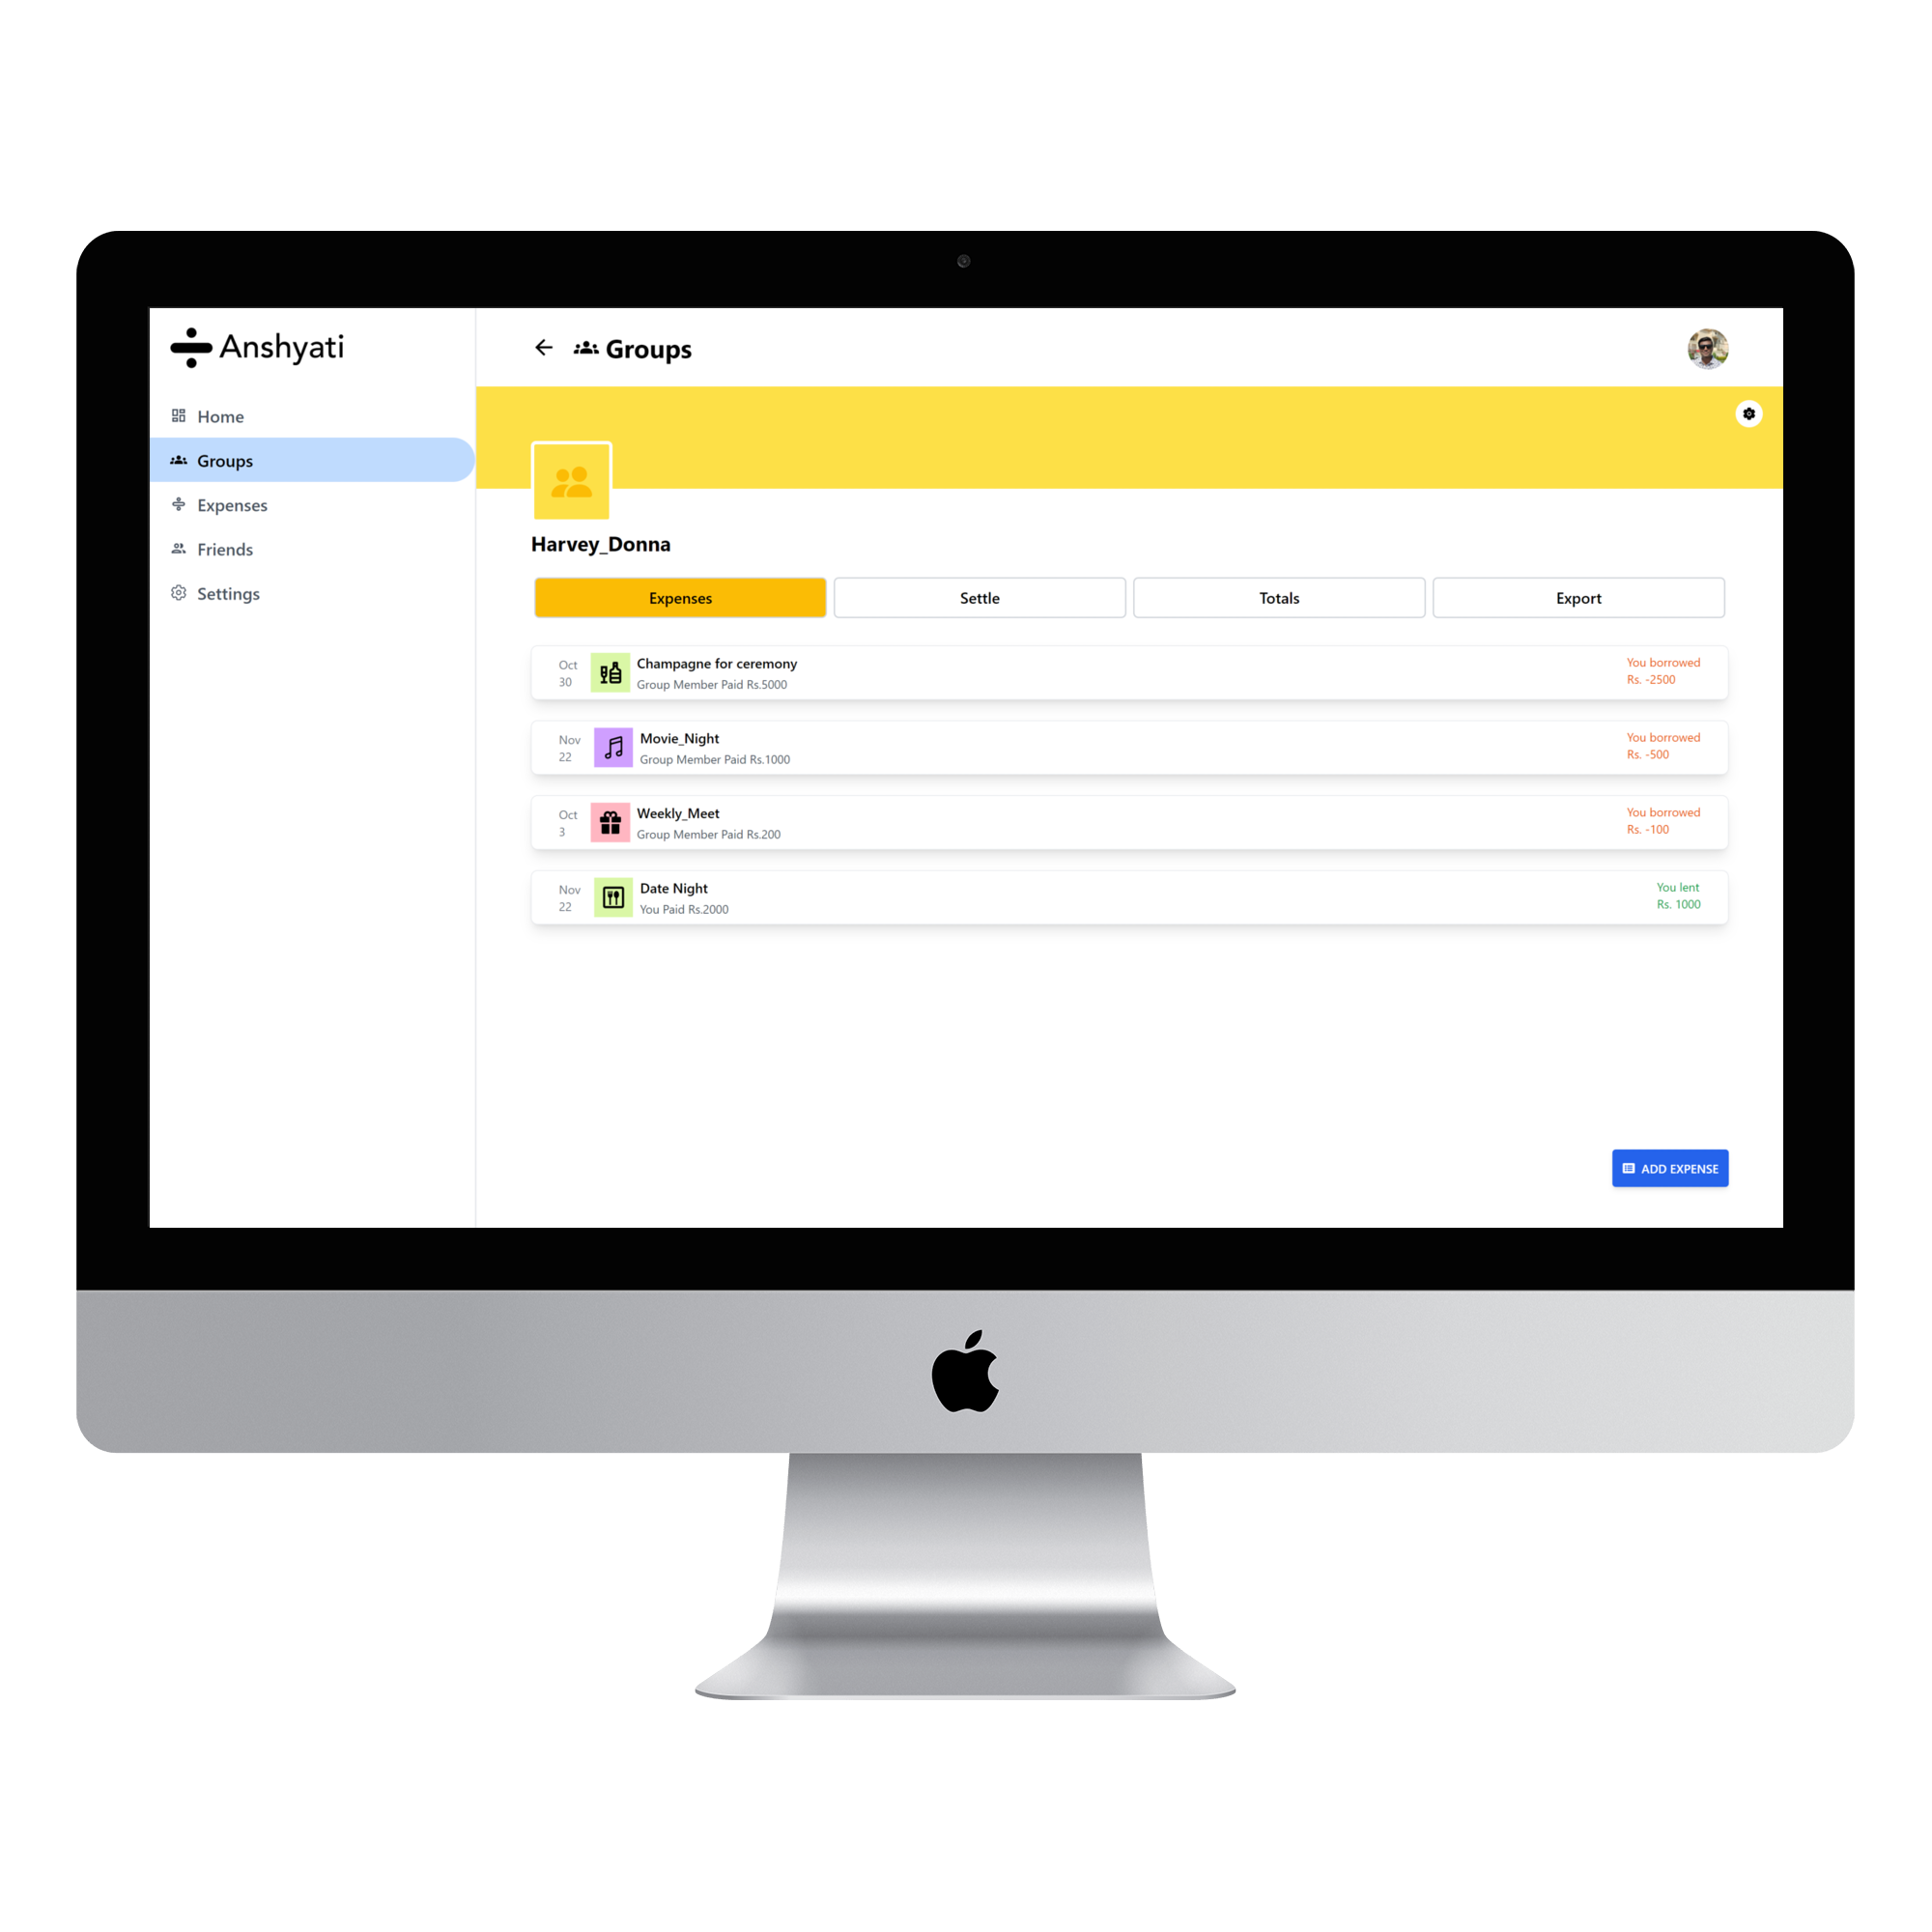 Anshyati
Home
Groups
Expenses
Friends
Settings
Groups
Harvey_Donna
Expenses
Settle
Totals
Export
Oct
30
Champagne for ceremony
Group Member Paid Rs.5000
You borrowed
Rs. -2500
Nov
22
Movie_Night
Group Member Paid Rs.1000
You borrowed
Rs. -500
Oct
3
Weekly_Meet
Group Member Paid Rs.200
You borrowed
Rs. -100
Nov
22
Date Night
You Paid Rs.2000
You lent
Rs. 1000
ADD EXPENSE